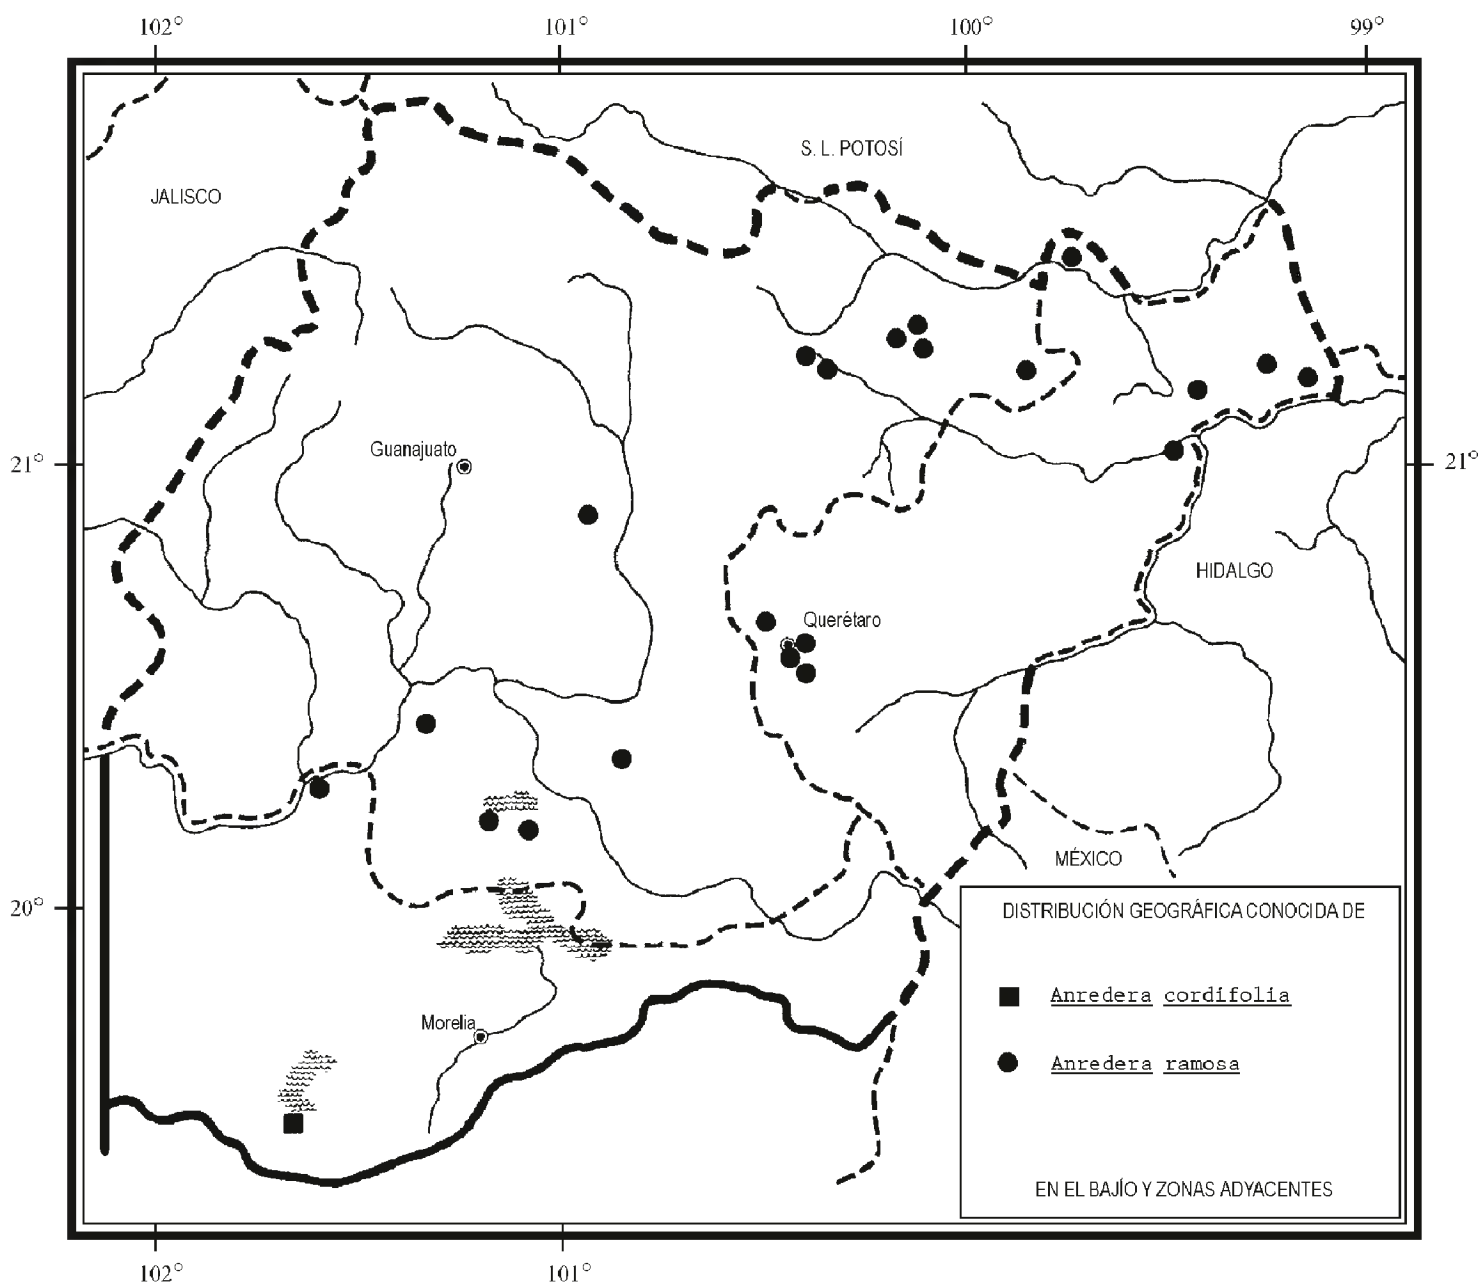 102° 101° 100° 99°
S. L. POTOSÍ
JALISCO
Guanajuato
21° 21°
HIDALGO
Querétaro
MÉXICO
20°
DISTRIBUCIÓN GEOGRÁFICA CONOCIDA DE
Anredera cordifolia
Morelia
Anredera ramosa
EN EL BAJÍO Y ZONAS ADYACENTES
102° 101°